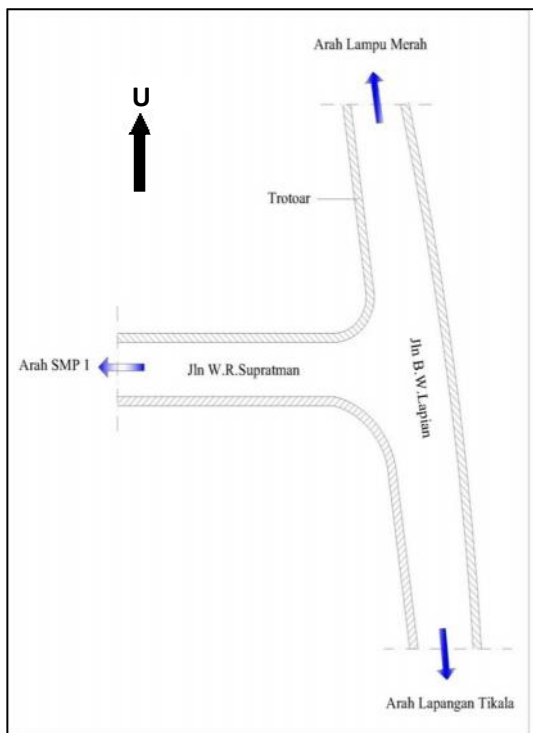 Arah Lampu Merah
U
Trotoar
Arah SMP 1
Jln W.R.Supratman
Jln B.W.Lapian
Arah Lapangan Tikala